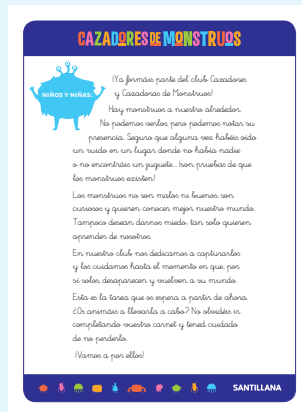 CAZADORES DE MONSTRUOS
NIÑOS Y NIÑAS:
¡Ya formáis parte del club Cazadores
y Cazadoras de Monstruos!
Hay monstruos a nuestro alrededor.
No podemos verlos, pero podemos notar su
presencia. Seguro que alguna vez habéis oído
un ruido en un lugar donde no había nadie
o no encontráis un juguete... ¡son pruebas de que
los monstruos existen!
Los monstruos no son malos ni buenos: son
curiosos y quieren conocer mejor nuestro mundo.
Tampoco desean darnos miedo, tan solo quieren
aprender de nosotros.
En nuestro club nos dedicamos a capturarlos
y los cuidamos hasta el momento en que, por
sí solos, desaparecen y vuelven a su mundo.
Esta es la tarea que os espera a partir de ahora.
¿Os animáis a llevarla a cabo? No olvidéis ir
completando vuestro carnet y tened cuidado
de no perderlo.
¡Vamos a por ellos!
SANTILLANA